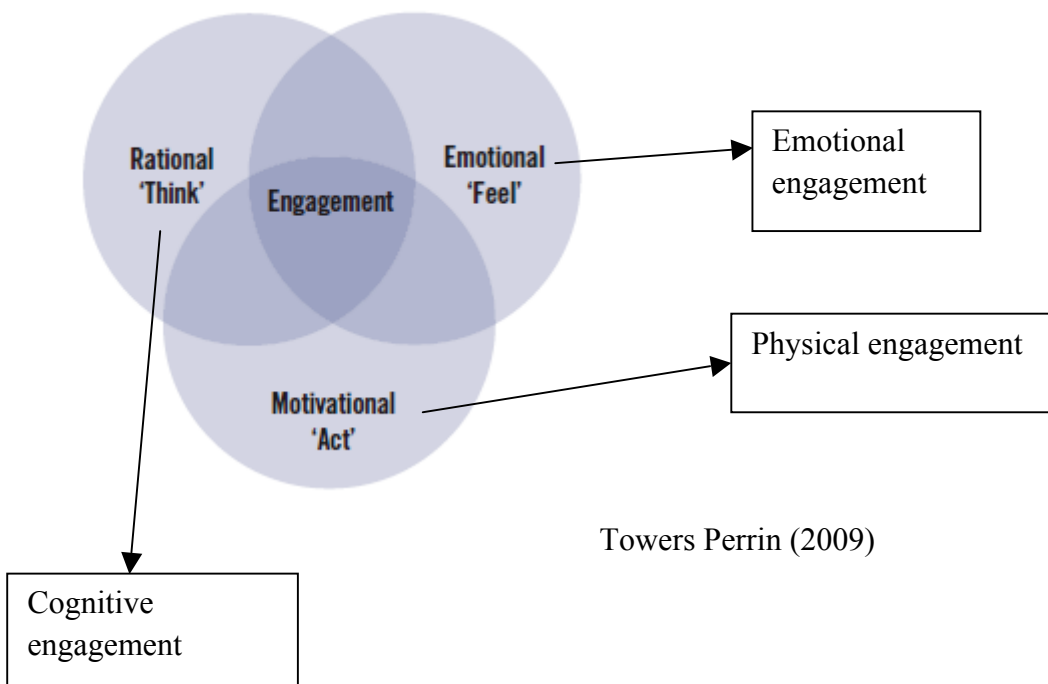 Rational
‘Think’
Engagement
Emotional
‘Feel’
Emotional
engagement
Motivational
‘Act’
Physical engagement
Towers Perrin (2009)
Cognitive
engagement